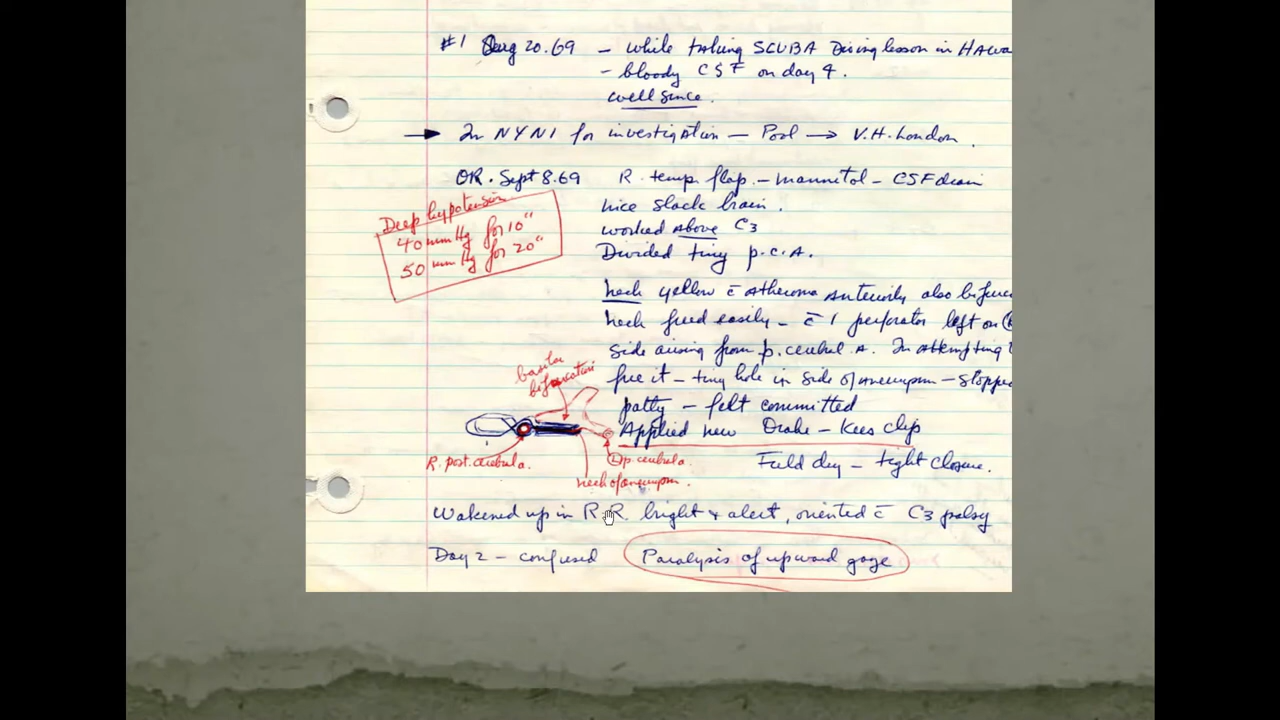 #1 Aug 20.69 – while taking SCUBA Diving lesson in HAwa
– bloody CSF on day 4.
well since.
→ In NYNI for investigation – Pool → V.H. London.
OR. Sept 8.69 R. temp. flap. – mannitol – CSF drain
nice slack brain.
Deep hypotension
40 mm Hg for 10"
50 mm Hg for 20"
worked above C3
Divided tiny p.c.A.
neck yellow c̄ Atheroma Anteriorly also bifurc
neck freed easily – c̄ 1 perforator left on (R
side arising from p. cerebral A. In attempting t
free it – tiny hole in side of aneurysm – stopped
patty – felt committed
basilar
bifurcation
Applied new Drake – Kees clip
R. post. cerebral.
(L) p. cerebral.
neck of aneurysm.
Field dry – tight closure.
Wakened up in R.R. bright + alert, oriented c̄ C3 palsy
Day 2 – confused Paralysis of upward gaze